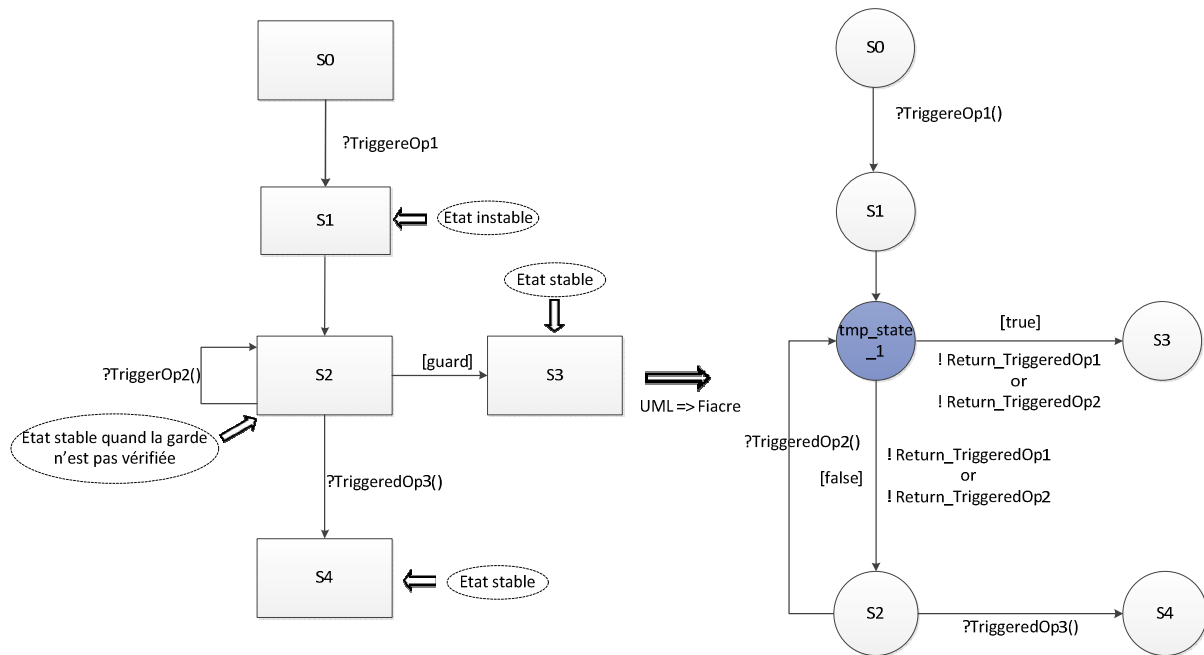 S0
?TriggereOp1
S1
Etat instable
Etat stable
?TriggerOp2()
S2
[guard]
S3
Etat stable quand la garde
n'est pas vérifiée
?TriggeredOp3()
S4
Etat stable
UML => Fiacre
S0
?TriggereOp1()
S1
tmp_state
_1
[true]
! Return_TriggeredOp1
or
! Return_TriggeredOp2
S3
?TriggeredOp2()
[false]
! Return_TriggeredOp1
or
! Return_TriggeredOp2
S2
?TriggeredOp3()
S4